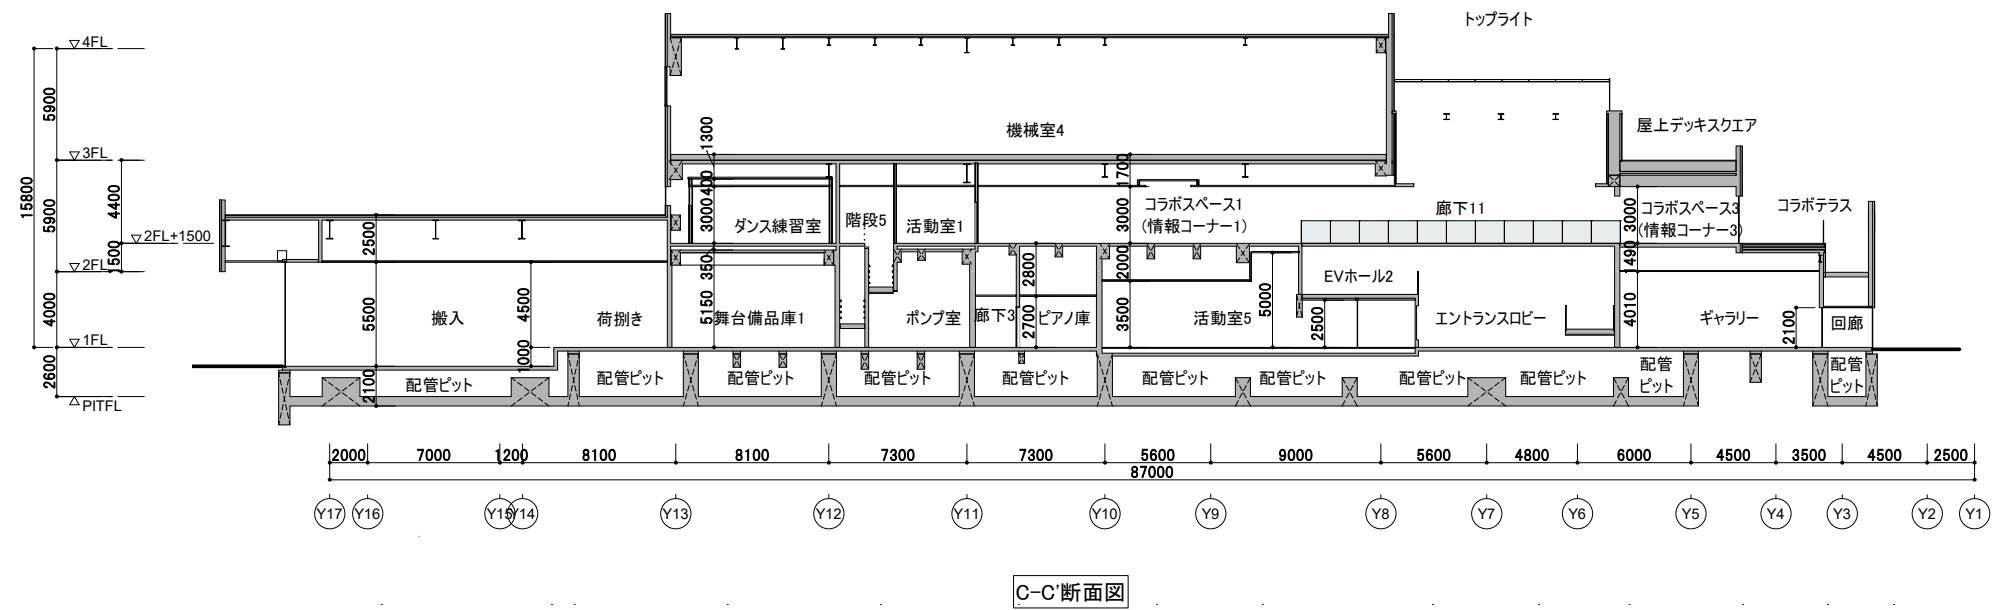 トップライト
▽4FL
5900
機械室4
屋上デッキスクエア
1300
▽3FL
15800
5900
4400
400
3000
1700
3000
ダンス練習室
階段5
活動室1
コラボスペース1
(情報コーナー1)
廊下11
3000
コラボスペース3
(情報コーナー3)
コラボテラス
▽2FL+1500
1500
2500
▽2FL
350
2800
2000
490
EVホール2
4000
5500
4500
5150
2700
3500
5000
2500
4010
2100
搬入
荷捌き
舞台備品庫1
ポンプ室
廊下3
ピアノ庫
活動室5
エントランスロビー
ギャラリー
回廊
▽1FL
2600
2100
1000
配管ピット
配管ピット
配管ピット
配管ピット
配管ピット
配管ピット
配管ピット
配管ピット
配管ピット
配管
ピット
配管
ピット
△PITFL
2000
7000
1200
8100
8100
7300
7300
5600
9000
5600
4800
6000
4500
3500
4500
2500
87000
Y17
Y16
Y15
Y14
Y13
Y12
Y11
Y10
Y9
Y8
Y7
Y6
Y5
Y4
Y3
Y2
Y1
C-C'断面図